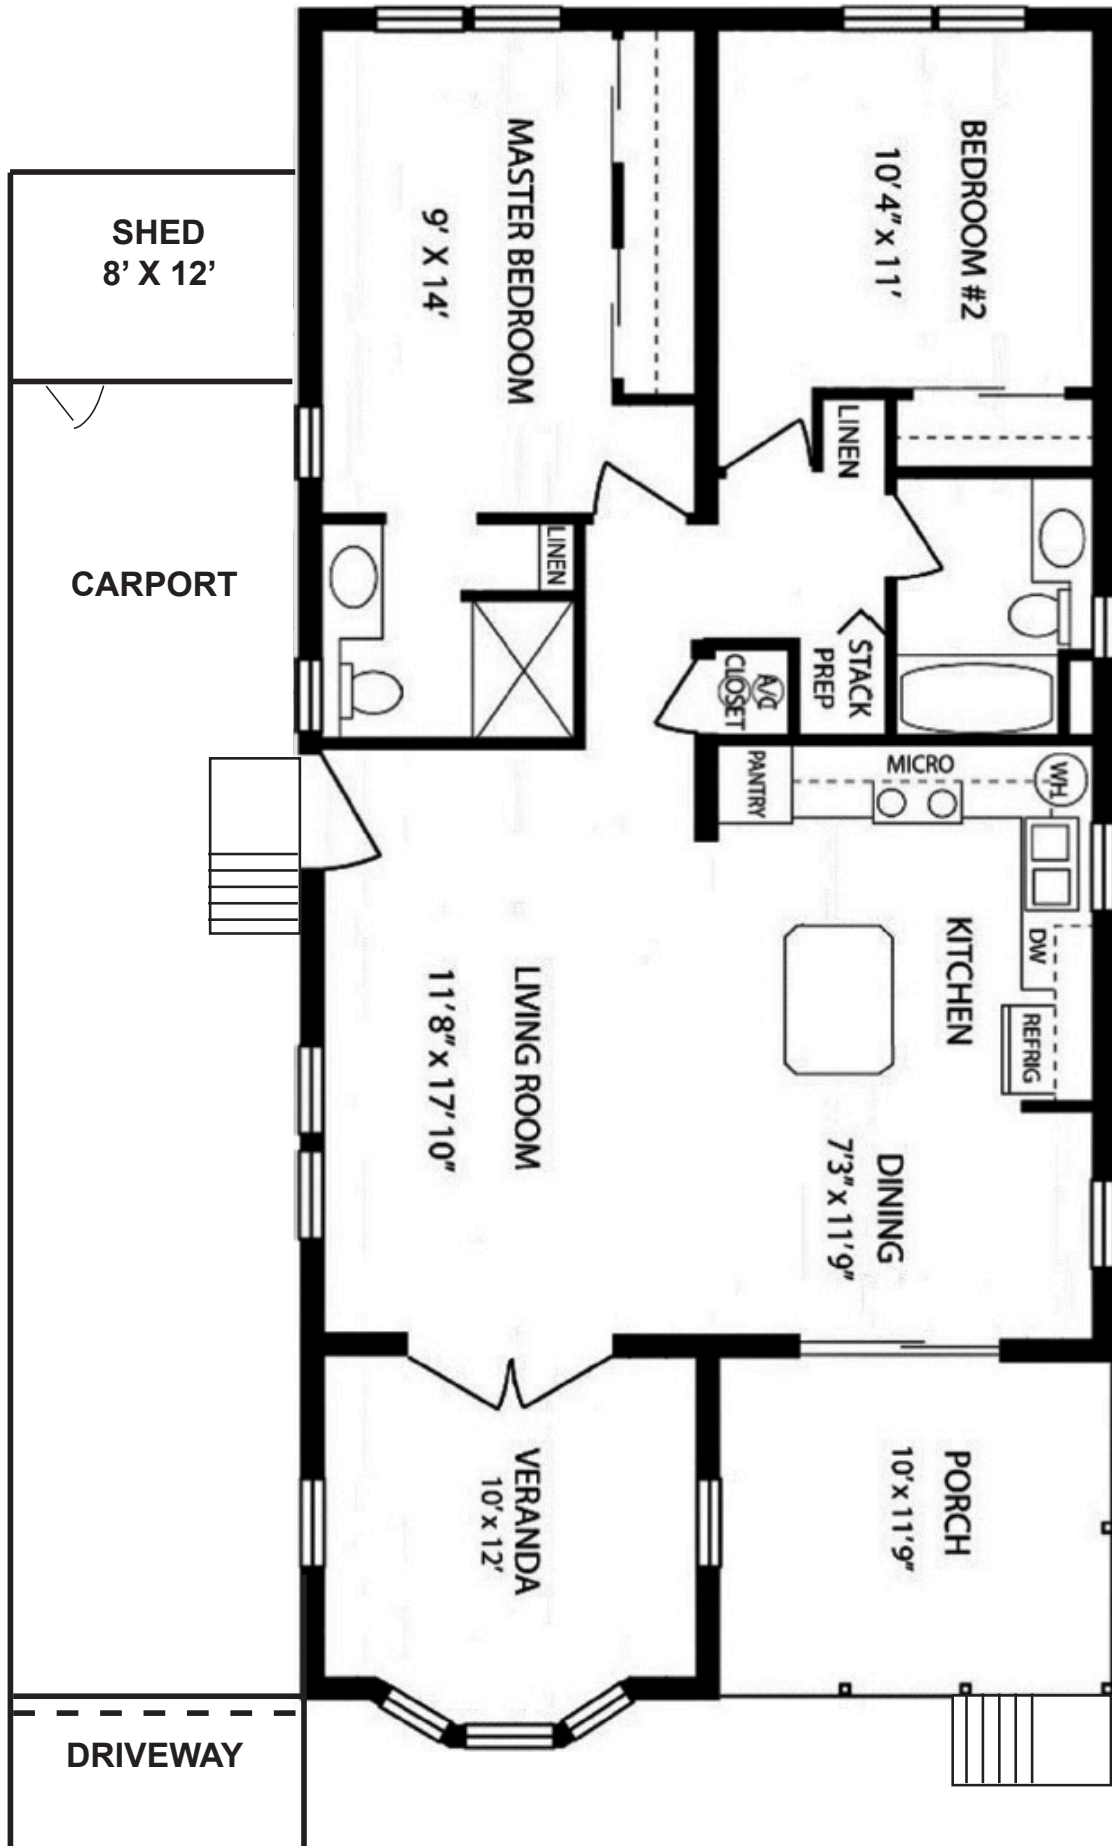 MASTER BEDROOM
9' X 14'
BEDROOM #2
10'4" x 11'
SHED
8' X 12'
LINEN
CARPORT
LINEN
STACK
PREP
A/C
CLOSET
PANTRY
MICRO
WH
KITCHEN
DW
REFRIG
LIVING ROOM
11'8" x 17'10"
DINING
7'3" x 11'9"
VERANDA
10' x 12'
PORCH
10' x 11'9"
DRIVEWAY